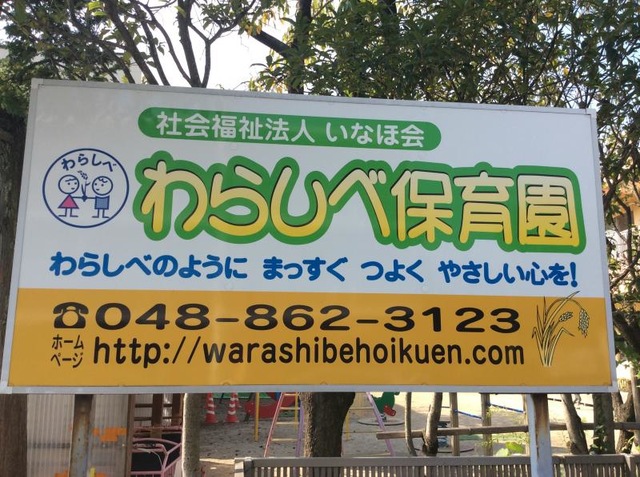 社会福祉法人 いなほ会
わらしべ
わらしべ保育園
わらしべのように まっすぐ つよく やさしい心を!
☎048-862-3123
ホームページ http://warashibehoikuen.com